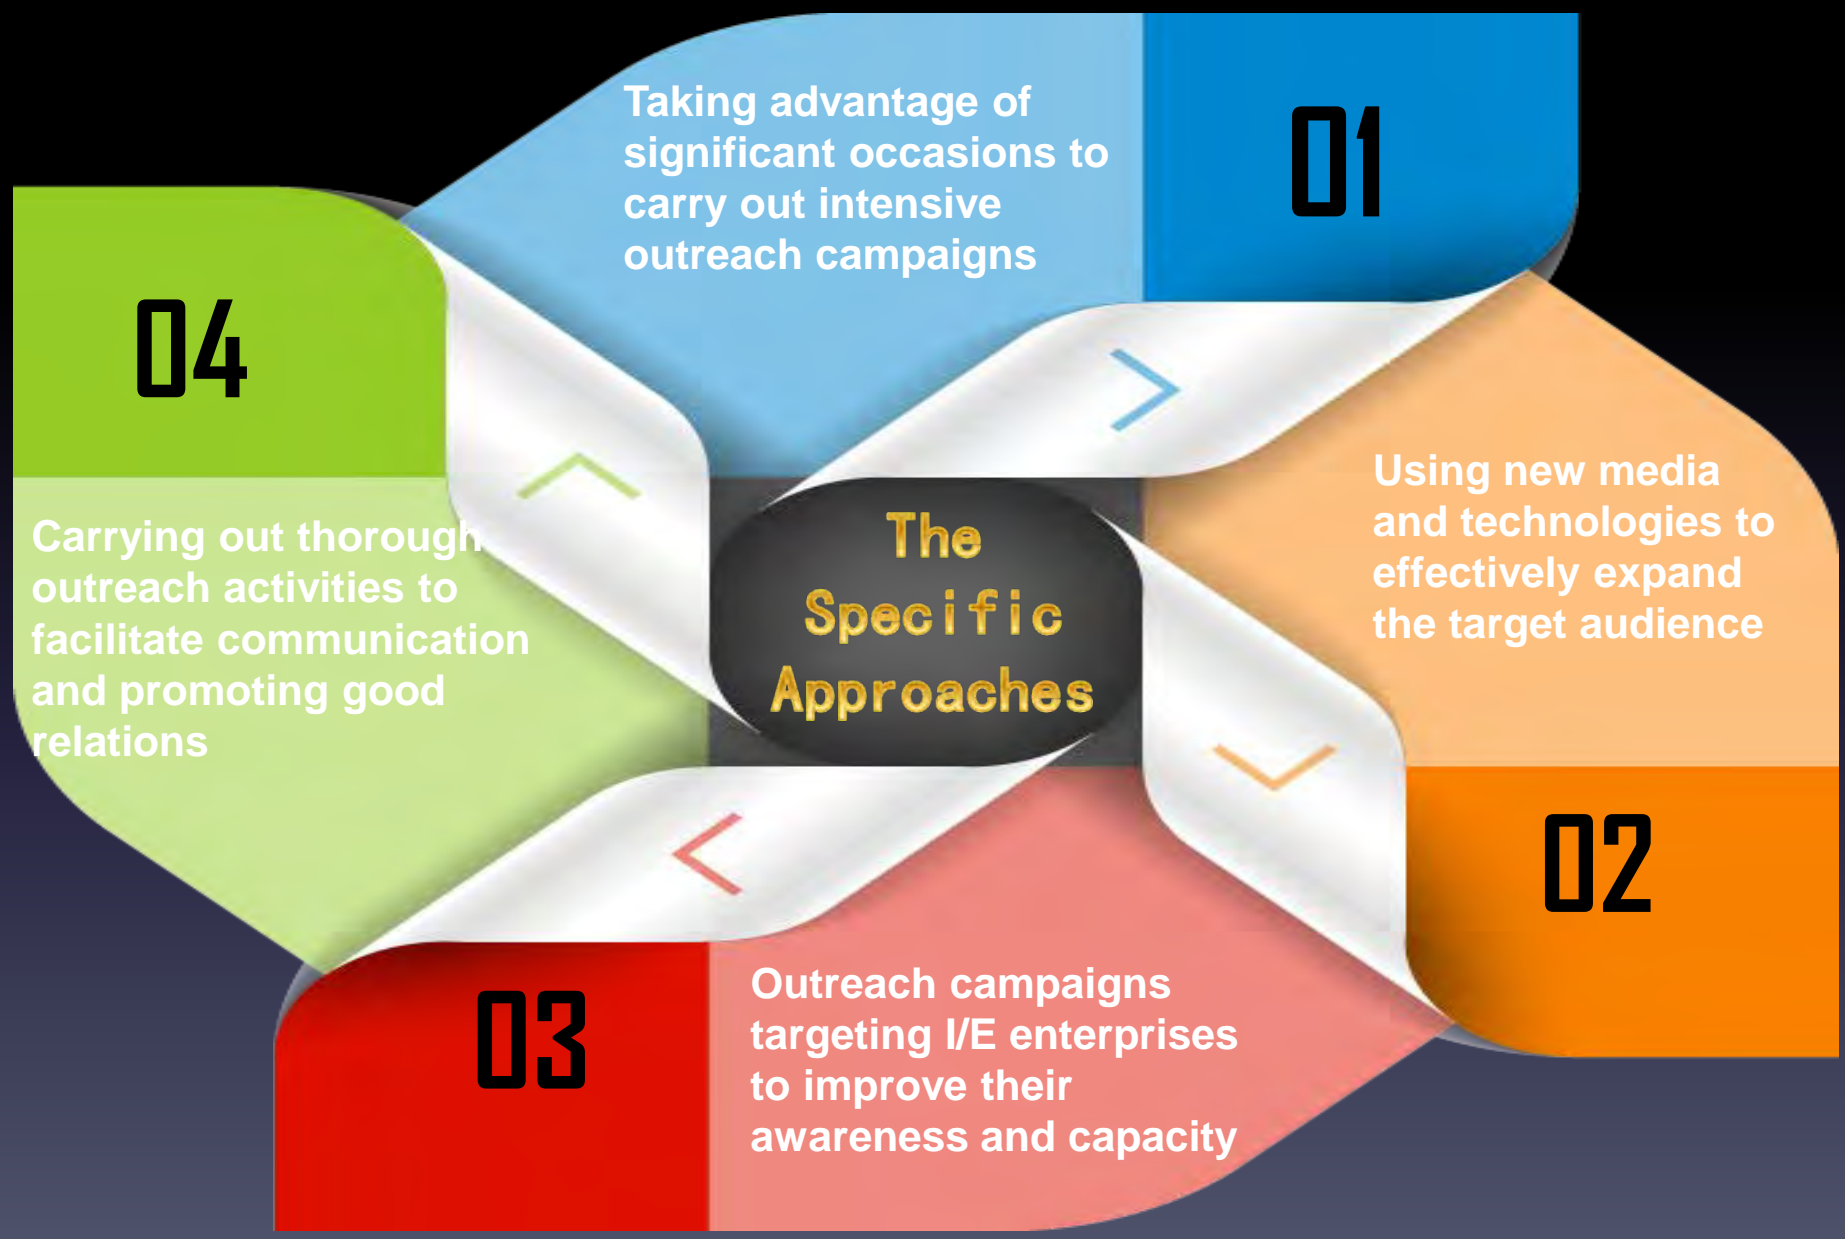 The
Specific
Approaches
01
Taking advantage of
significant occasions to
carry out intensive
outreach campaigns
02
Using new media
and technologies to
effectively expand
the target audience
03
Outreach campaigns
targeting I/E enterprises
to improve their
awareness and capacity
04
Carrying out thorough
outreach activities to
facilitate communication
and promoting good
relations